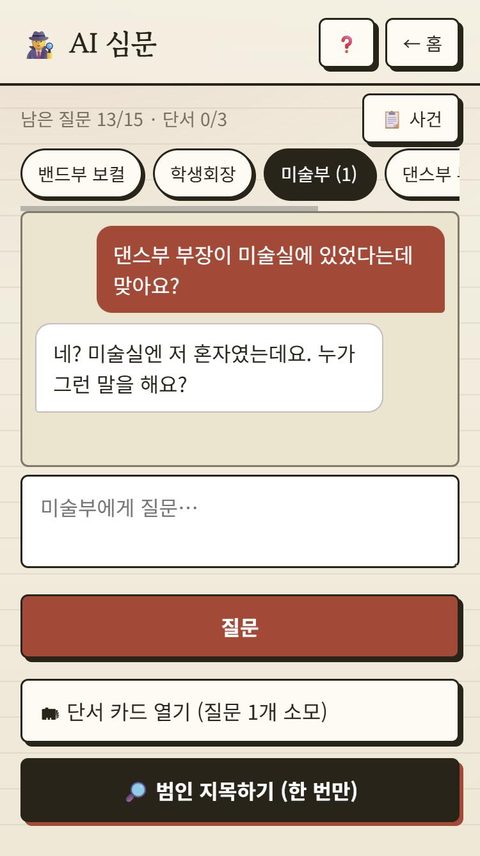 AI 심문
❓
← 홈
남은 질문 13/15 · 단서 0/3
사건
밴드부 보컬
학생회장
미술부 (1)
댄스부
댄스부 부장이 미술실에 있었다는데
맞아요?
네? 미술실엔 저 혼자였는데요. 누가
그런 말을 해요?
미술부에게 질문…
질문
단서 카드 열기 (질문 1개 소모)
범인 지목하기 (한 번만)